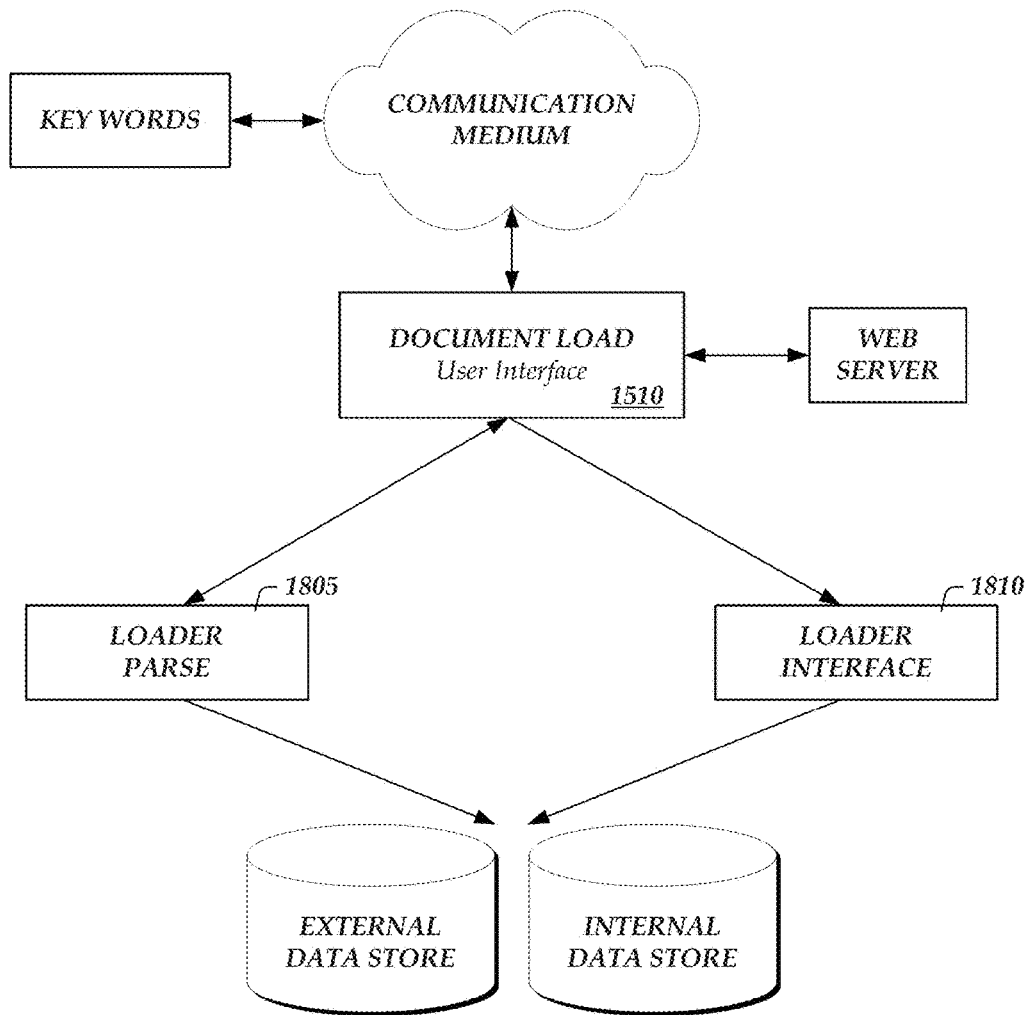 COMMUNICATION
MEDIUM
KEY WORDS
DOCUMENT LOAD
User Interface
1510
WEB
SERVER
1805
LOADER
PARSE
1810
LOADER
INTERFACE
EXTERNAL
DATA STORE
INTERNAL
DATA STORE